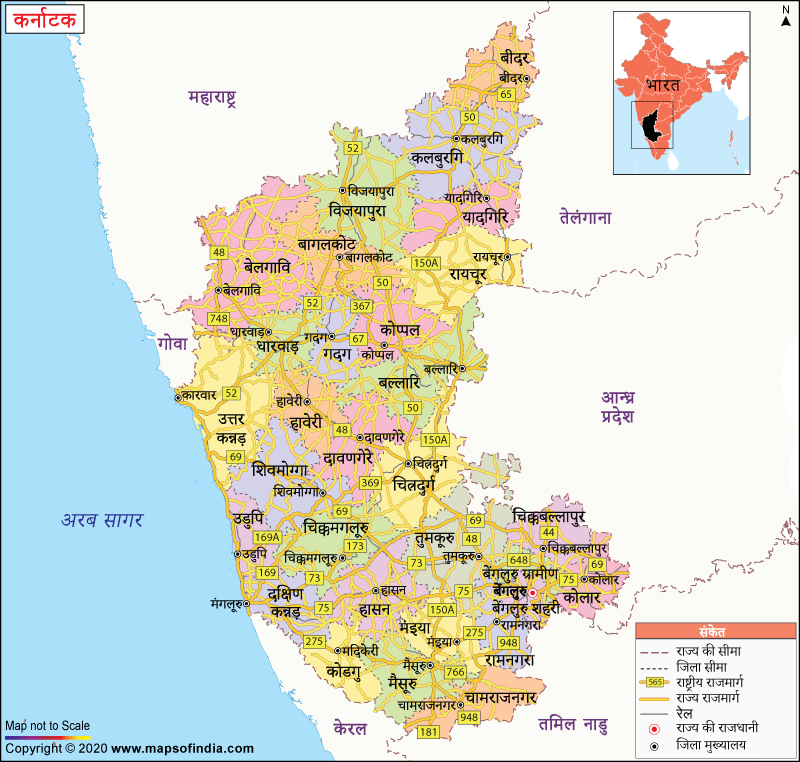 कर्नाटक
N
भारत
महाराष्ट्र
बीदर
बीदर
65
50
कलबुरगि
कलबुरगि
52
विजयापुरा
विजयापुरा
यादगिरि
यादगिरि
तेलंगाना
बागलकोट
बागलकोट
48
बेलगावि
बेलगावि
150A
रायचूर
रायचूर
50
52
367
748
धारवाड़
धारवाड़
गदग
गदग
67
कोप्पल
कोप्पल
गोवा
बल्लारि
बल्लारि
कारवार
52
उत्तर
कन्नड़
हावेरी
हावेरी
50
आन्ध्र
प्रदेश
48
दावणगेरे
दावणगेरे
150A
69
शिवमोग्गा
शिवमोग्गा
चित्रदुर्ग
चित्रदुर्ग
369
अरब सागर
उडुपि
उडुपि
69
चिक्कमगलूरु
चिक्कमगलूरु
169A
173
69
तुमकूरु
तुमकूरु
48
चिक्कबल्लापुर
चिक्कबल्लापुर
44
648
69
169
73
73
बेंगलुरु ग्रामीण
75
कोलार
कोलार
मंगलूरु
दक्षिण
कन्नड़
75
हासन
हासन
75
बेंगलुरु
बेंगलुरु शहरी
150A
रामनगरा
रामनगरा
मंड्या
मंड्या
275
948
275
मदिकेरी
कोडगु
मैसूरु
मैसूरु
766
चामराजनगर
चामराजनगर
948
181
केरल
तमिल नाडु
संकेत
राज्य की सीमा
जिला सीमा
565
राष्ट्रीय राजमार्ग
राज्य राजमार्ग
रेल
राज्य की राजधानी
जिला मुख्यालय
Map not to Scale
Copyright © 2020 www.mapsofindia.com